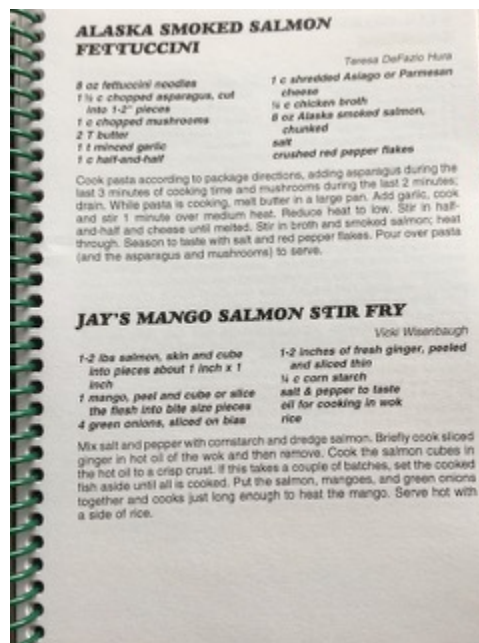 ALASKA SMOKED SALMON
FETTUCCINI
Teresa DeFazio Hura
8 oz fettuccini noodles
1 ½ c chopped asparagus, cut
into 1-2" pieces
1 c chopped mushrooms
2 T butter
1 t minced garlic
1 c half-and-half
1 c shredded Asiago or Parmesan
cheese
¼ c chicken broth
8 oz Alaska smoked salmon,
chunked
salt
crushed red pepper flakes
Cook pasta according to package directions, adding asparagus during the
last 3 minutes of cooking time and mushrooms during the last 2 minutes;
drain. While pasta is cooking, melt butter in a large pan. Add garlic, cook
and stir 1 minute over medium heat. Reduce heat to low. Stir in half-
and-half and cheese until melted. Stir in broth and smoked salmon; heat
through. Season to taste with salt and red pepper flakes. Pour over pasta
(and the asparagus and mushrooms) to serve.
JAY'S MANGO SALMON STIR FRY
Vicki Wisenbaugh
1-2 lbs salmon, skin and cube
into pieces about 1 inch x 1
inch
1 mango, peel and cube or slice
the flesh into bite size pieces
4 green onions, sliced on bias
1-2 inches of fresh ginger, peeled
and sliced thin
¼ c corn starch
salt & pepper to taste
oil for cooking in wok
rice
Mix salt and pepper with cornstarch and dredge salmon. Briefly cook sliced
ginger in hot oil of the wok and then remove. Cook the salmon cubes in
the hot oil to a crisp crust. If this takes a couple of batches, set the cooked
fish aside until all is cooked. Put the salmon, mangoes, and green onions
together and cooks just long enough to heat the mango. Serve hot with
a side of rice.